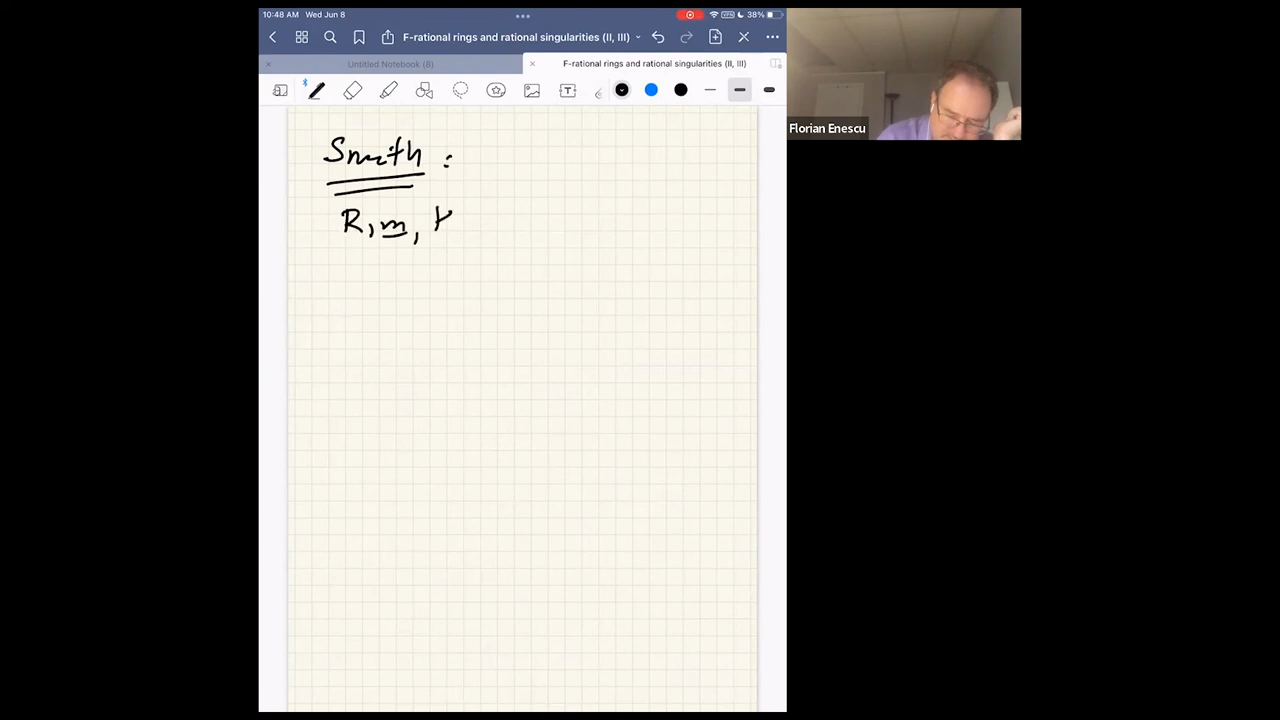 10:48 AM Wed Jun 8
38%
F-rational rings and rational singularities (II, III)
Untitled Notebook (8)
F-rational rings and rational singularities (II, III)
Florian Enescu
Smith :
R, m,